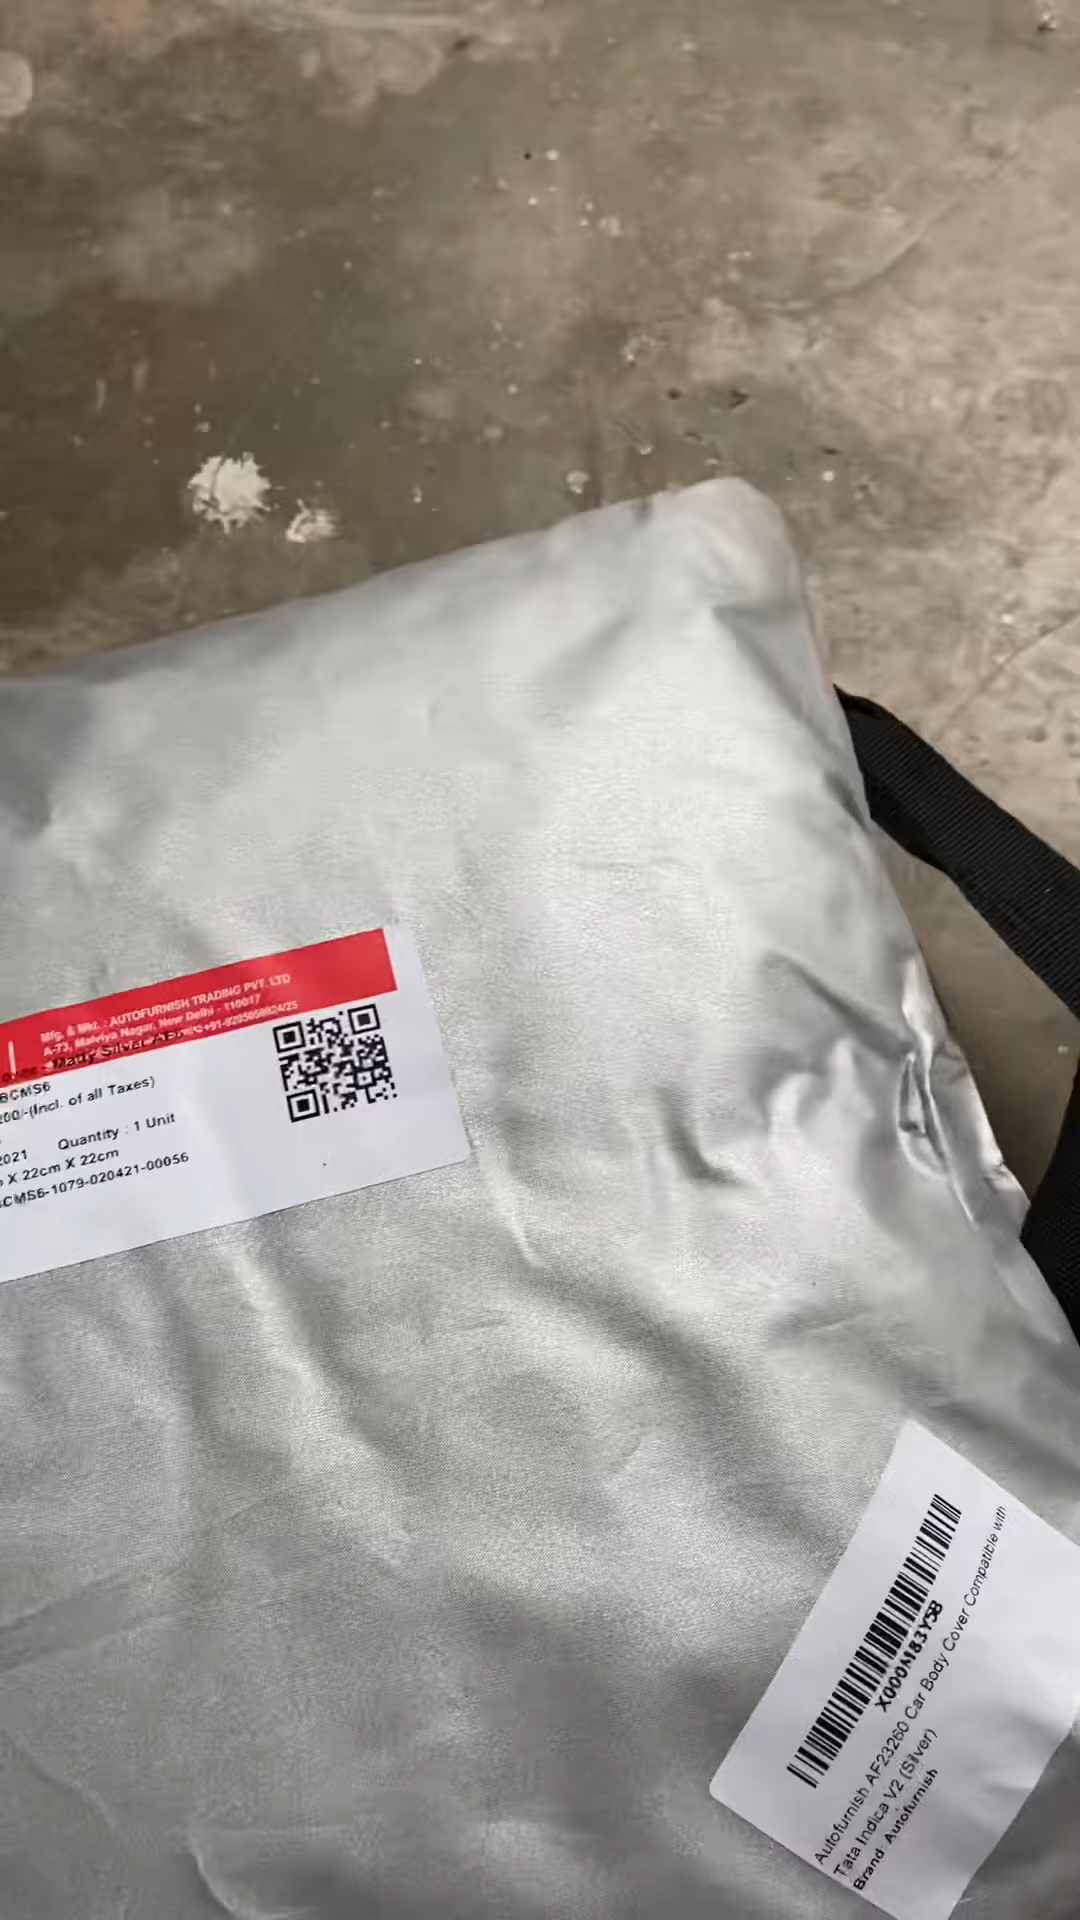 Mfg. & Mkt. : AUTOFURNISH TRADING PVT. LTD
A-73, Malviya Nagar, New Delhi - 110017
Matty Silver
BCMS6
200/-(Incl. of all Taxes)
2021 Quantity : 1 Unit
X 22cm X 22cm
CMS6-1079-020421-00056
X000M83Y5B
Autofurnish AF23260 Car Body Cover Compatible with
Tata Indica V2 (Silver)
Brand: Autofurnish